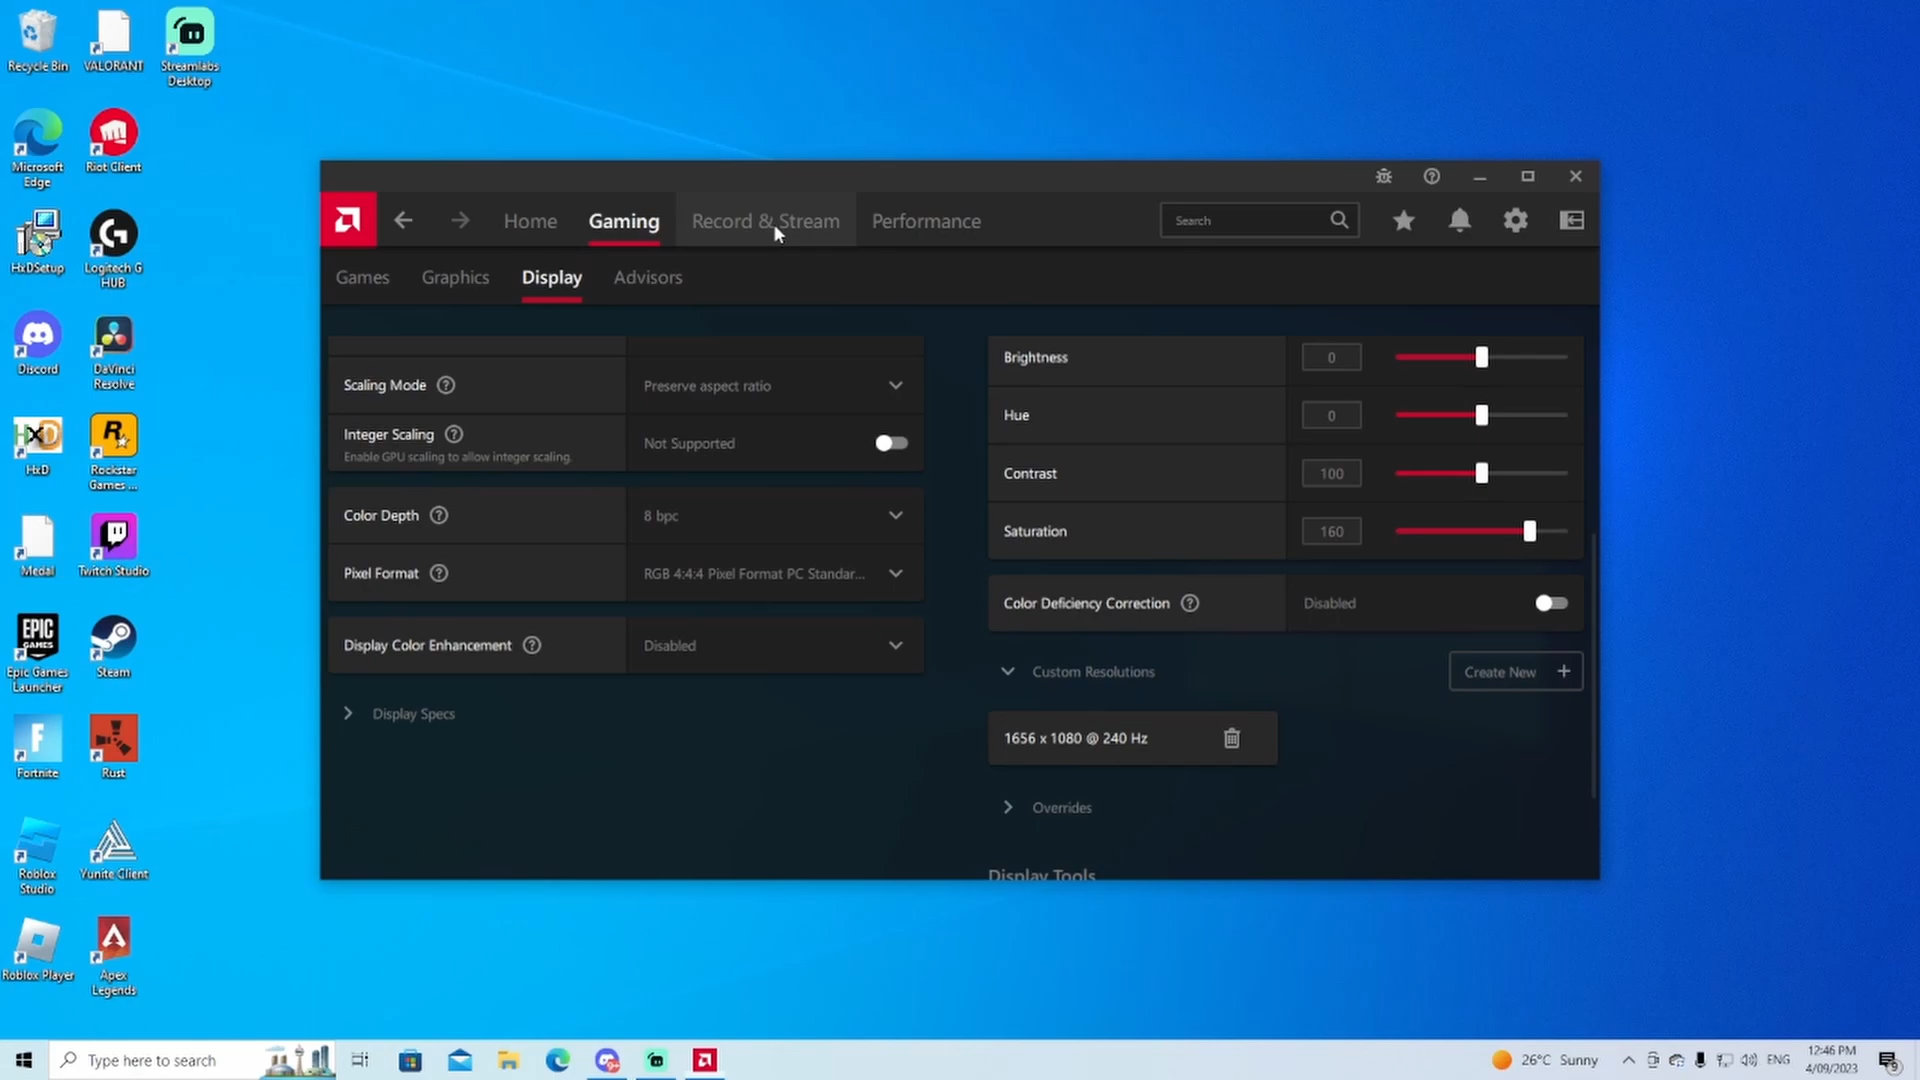 Recycle Bin
VALORANT
Streamlabs
Desktop
Microsoft
Edge
Riot Client
HxDSetup
Logitech G
HUB
Discord
DaVinci
Resolve
HxD
Rockstar
Games ...
Medal
Twitch Studio
Epic Games
Launcher
Steam
Fortnite
Rust
Roblox
Studio
Yunite Client
Roblox Player
Apex
Legends
Home
Gaming
Record & Stream
Performance
Search
Games
Graphics
Display
Advisors
Scaling Mode
Preserve aspect ratio
Integer Scaling
Enable GPU scaling to allow integer scaling.
Not Supported
Color Depth
8 bpc
Pixel Format
RGB 4:4:4 Pixel Format PC Standar...
Display Color Enhancement
Disabled
Display Specs
Brightness
0
Hue
0
Contrast
100
Saturation
160
Color Deficiency Correction
Disabled
Custom Resolutions
Create New
1656 x 1080 @ 240 Hz
Overrides
Display Tools
Type here to search
26°C Sunny
ENG
12:46 PM
4/09/2023